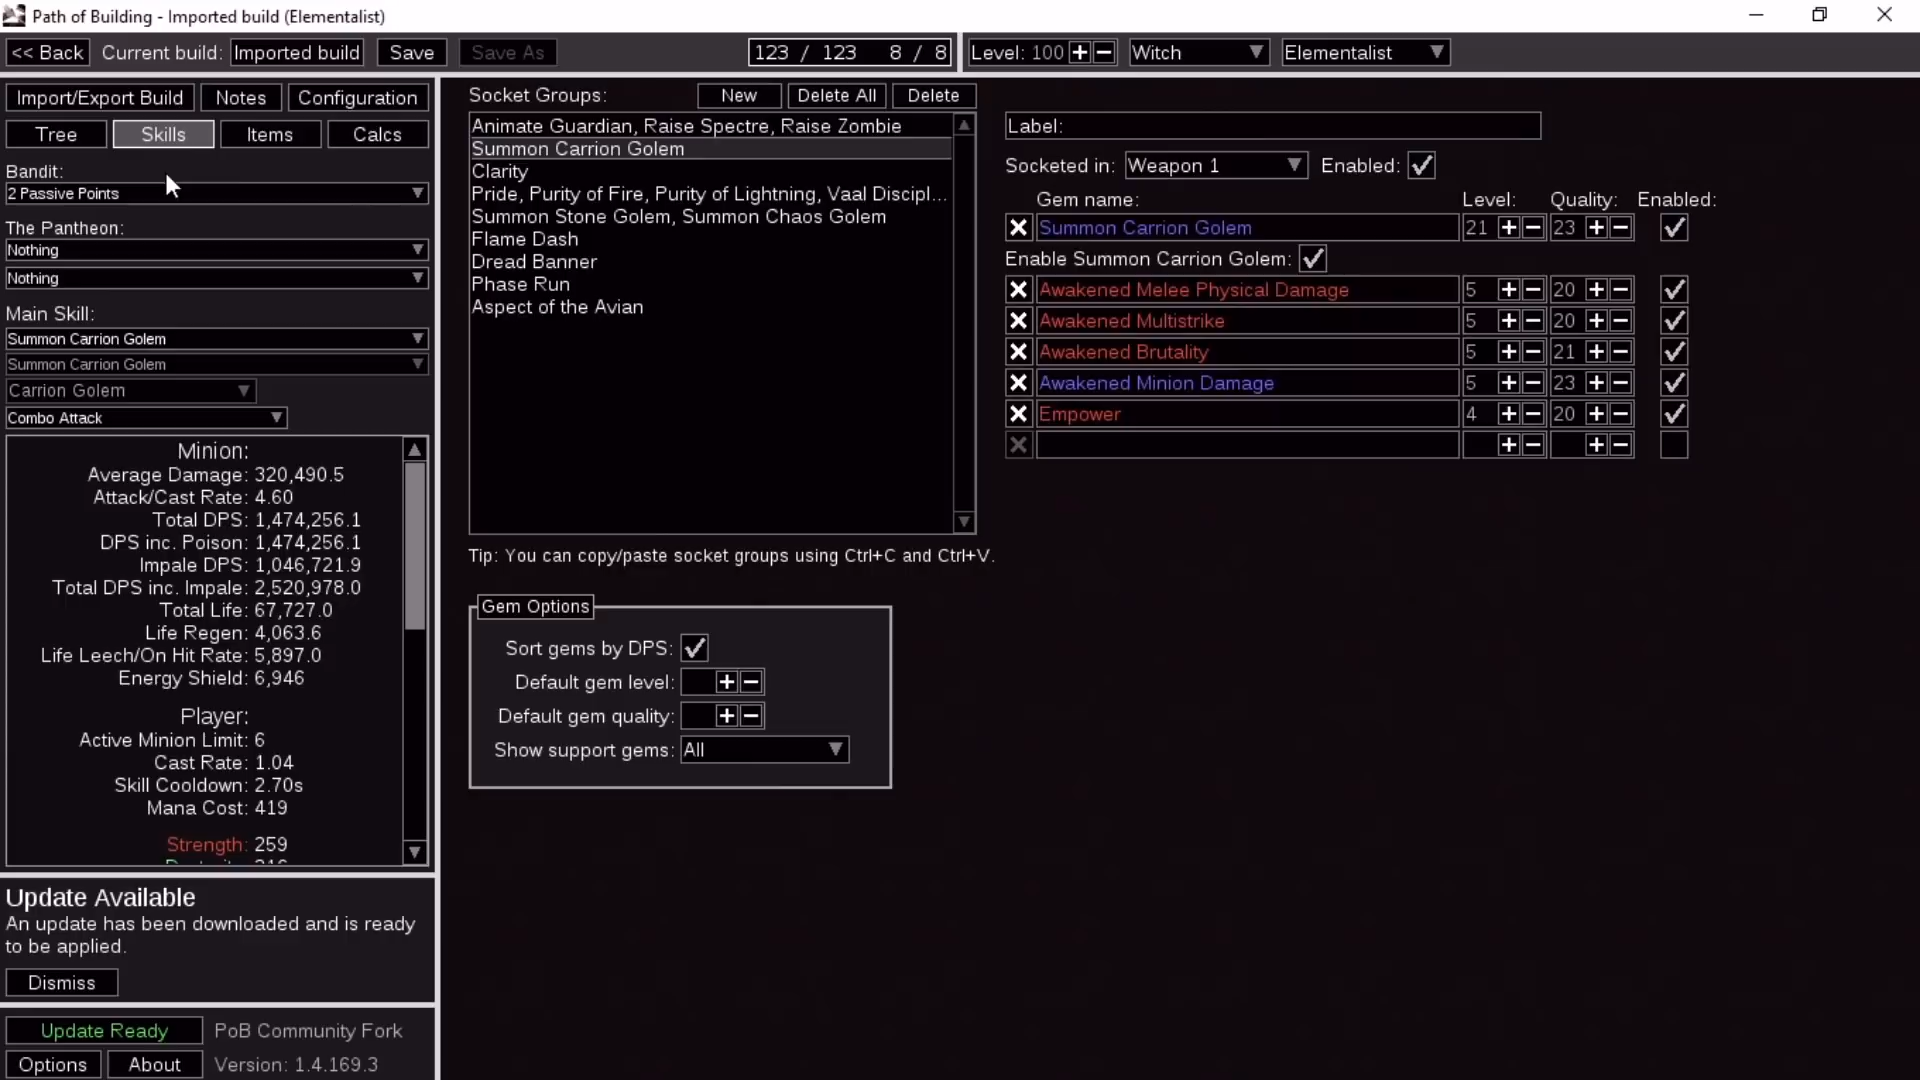 Path of Building - Imported build (Elementalist)
<< Back Current build: Imported build Save Save As 123 / 123 8 / 8 Level: 100 Witch Elementalist
Import/Export Build Notes Configuration
Tree Skills Items Calcs
Bandit:
2 Passive Points
The Pantheon:
Nothing
Nothing
Main Skill:
Summon Carrion Golem
Summon Carrion Golem
Carrion Golem
Combo Attack
Minion:
Average Damage: 320,490.5
Attack/Cast Rate: 4.60
Total DPS: 1,474,256.1
DPS inc. Poison: 1,474,256.1
Impale DPS: 1,046,721.9
Total DPS inc. Impale: 2,520,978.0
Total Life: 67,727.0
Life Regen: 4,063.6
Life Leech/On Hit Rate: 5,897.0
Energy Shield: 6,946
Player:
Active Minion Limit: 6
Cast Rate: 1.04
Skill Cooldown: 2.70s
Mana Cost: 419
Strength: 259
Update Available
An update has been downloaded and is ready
to be applied.
Dismiss
Update Ready PoB Community Fork
Options About Version: 1.4.169.3
Socket Groups: New Delete All Delete
Animate Guardian, Raise Spectre, Raise Zombie
Summon Carrion Golem
Clarity
Pride, Purity of Fire, Purity of Lightning, Vaal Discipl...
Summon Stone Golem, Summon Chaos Golem
Flame Dash
Dread Banner
Phase Run
Aspect of the Avian
Tip: You can copy/paste socket groups using Ctrl+C and Ctrl+V.
Gem Options
Sort gems by DPS:
Default gem level:
Default gem quality:
Show support gems: All
Label:
Socketed in: Weapon 1 Enabled:
Gem name: Level: Quality: Enabled:
Summon Carrion Golem 21 23
Enable Summon Carrion Golem:
Awakened Melee Physical Damage 5 20
Awakened Multistrike 5 20
Awakened Brutality 5 21
Awakened Minion Damage 5 23
Empower 4 20